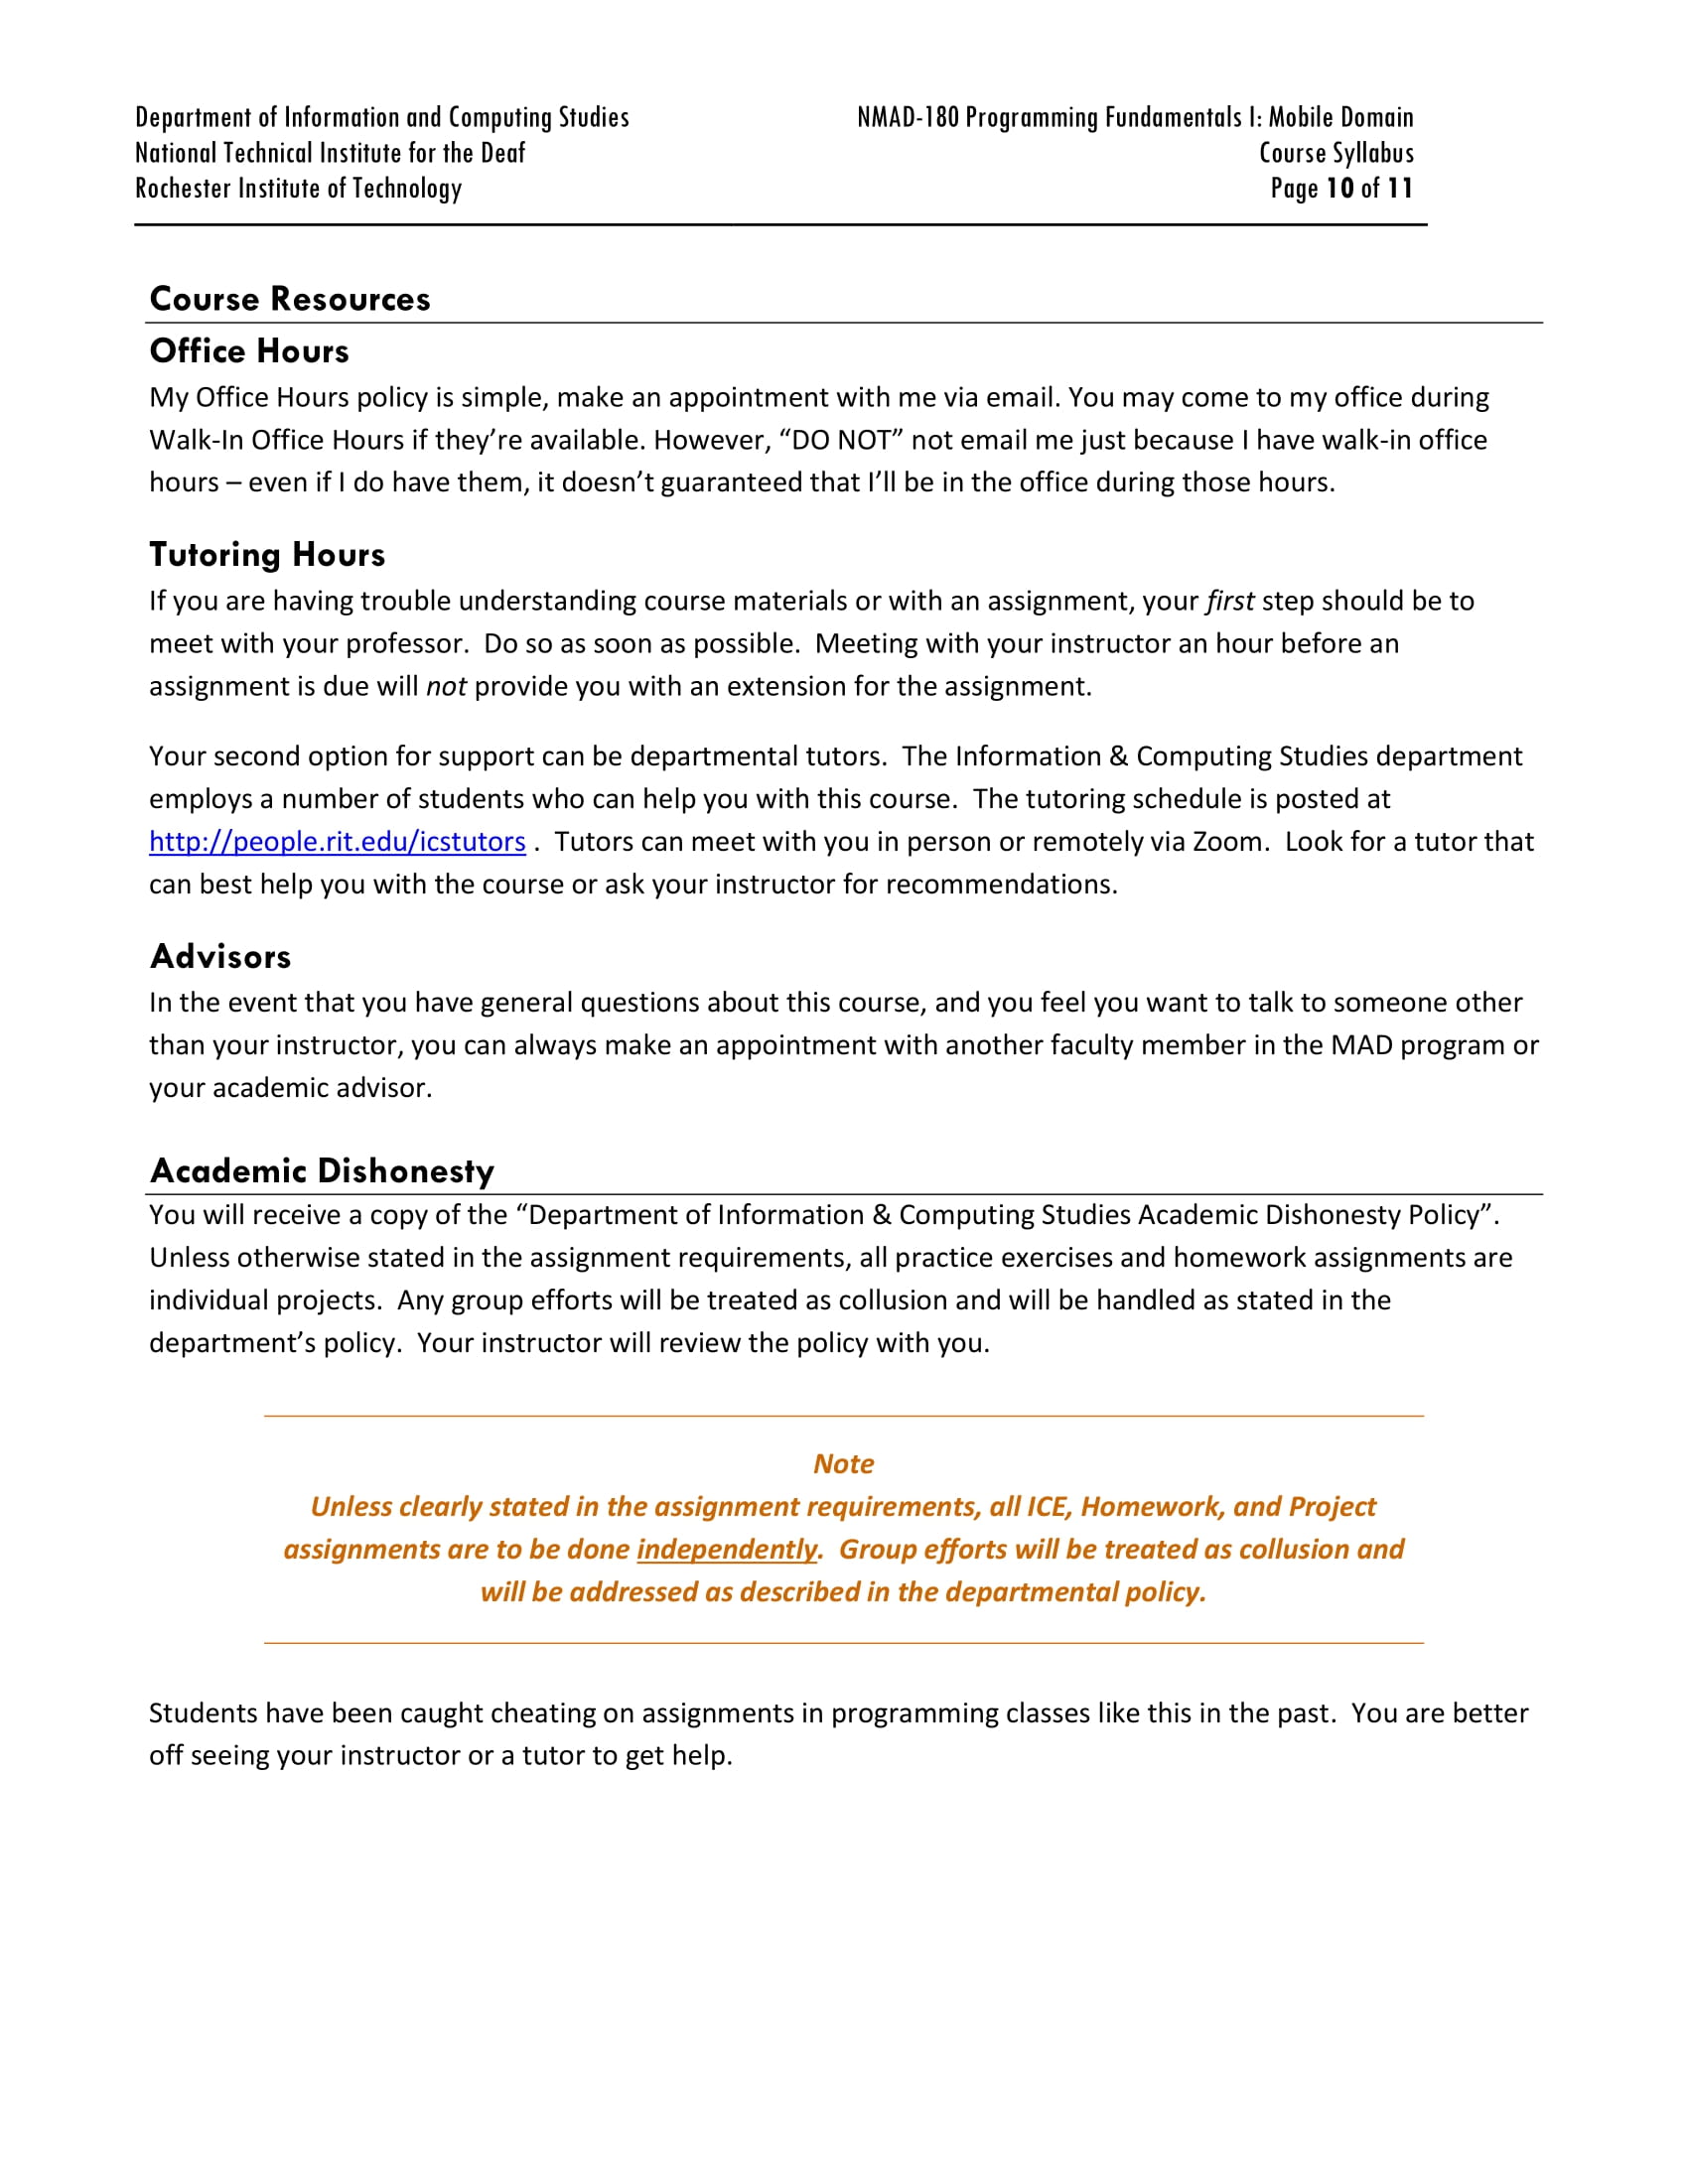 Department of Information and Computing Studies
National Technical Institute for the Deaf
Rochester Institute of Technology
NMAD-180 Programming Fundamentals I: Mobile Domain
Course Syllabus
Page 10 of 11
Course Resources
Office Hours
My Office Hours policy is simple, make an appointment with me via email. You may come to my office during
Walk-In Office Hours if they’re available. However, “DO NOT” not email me just because I have walk-in office
hours – even if I do have them, it doesn’t guaranteed that I’ll be in the office during those hours.
Tutoring Hours
If you are having trouble understanding course materials or with an assignment, your first step should be to
meet with your professor.  Do so as soon as possible.  Meeting with your instructor an hour before an
assignment is due will not provide you with an extension for the assignment.
Your second option for support can be departmental tutors.  The Information & Computing Studies department
employs a number of students who can help you with this course.  The tutoring schedule is posted at
http://people.rit.edu/icstutors .  Tutors can meet with you in person or remotely via Zoom.  Look for a tutor that
can best help you with the course or ask your instructor for recommendations.
Advisors
In the event that you have general questions about this course, and you feel you want to talk to someone other
than your instructor, you can always make an appointment with another faculty member in the MAD program or
your academic advisor.
Academic Dishonesty
You will receive a copy of the “Department of Information & Computing Studies Academic Dishonesty Policy”.
Unless otherwise stated in the assignment requirements, all practice exercises and homework assignments are
individual projects.  Any group efforts will be treated as collusion and will be handled as stated in the
department’s policy.  Your instructor will review the policy with you.
Note
Unless clearly stated in the assignment requirements, all ICE, Homework, and Project
assignments are to be done independently.  Group efforts will be treated as collusion and
will be addressed as described in the departmental policy.
Students have been caught cheating on assignments in programming classes like this in the past.  You are better
off seeing your instructor or a tutor to get help.